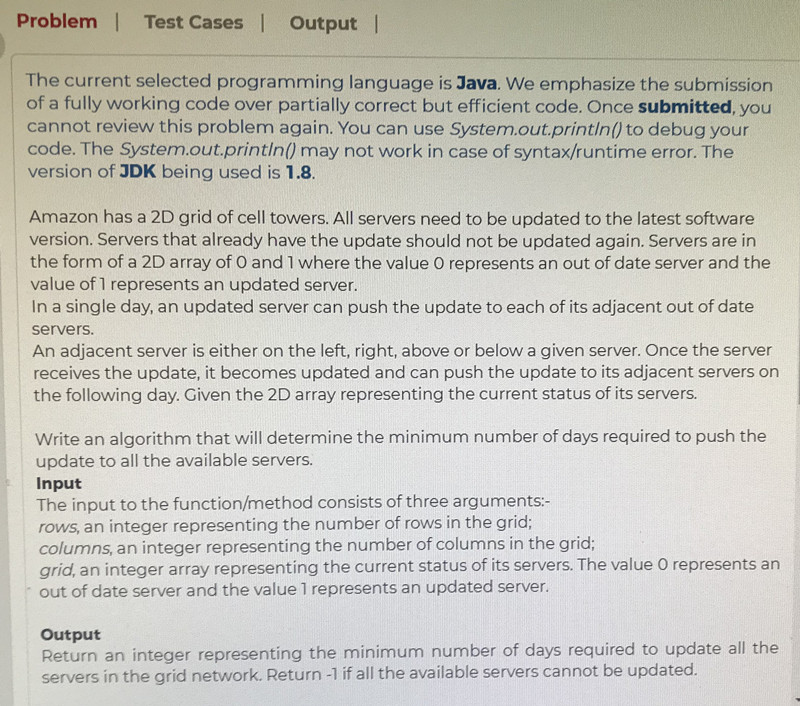 Problem | Test Cases | Output |
The current selected programming language is Java. We emphasize the submission
of a fully working code over partially correct but efficient code. Once submitted, you
cannot review this problem again. You can use System.out.println() to debug your
code. The System.out.println() may not work in case of syntax/runtime error. The
version of JDK being used is 1.8.
Amazon has a 2D grid of cell towers. All servers need to be updated to the latest software
version. Servers that already have the update should not be updated again. Servers are in
the form of a 2D array of 0 and 1 where the value 0 represents an out of date server and the
value of 1 represents an updated server.
In a single day, an updated server can push the update to each of its adjacent out of date
servers.
An adjacent server is either on the left, right, above or below a given server. Once the server
receives the update, it becomes updated and can push the update to its adjacent servers on
the following day. Given the 2D array representing the current status of its servers.
Write an algorithm that will determine the minimum number of days required to push the
update to all the available servers.
Input
The input to the function/method consists of three arguments:-
rows, an integer representing the number of rows in the grid;
columns, an integer representing the number of columns in the grid;
grid, an integer array representing the current status of its servers. The value 0 represents an
out of date server and the value 1 represents an updated server.
Output
Return an integer representing the minimum number of days required to update all the
servers in the grid network. Return -1 if all the available servers cannot be updated.